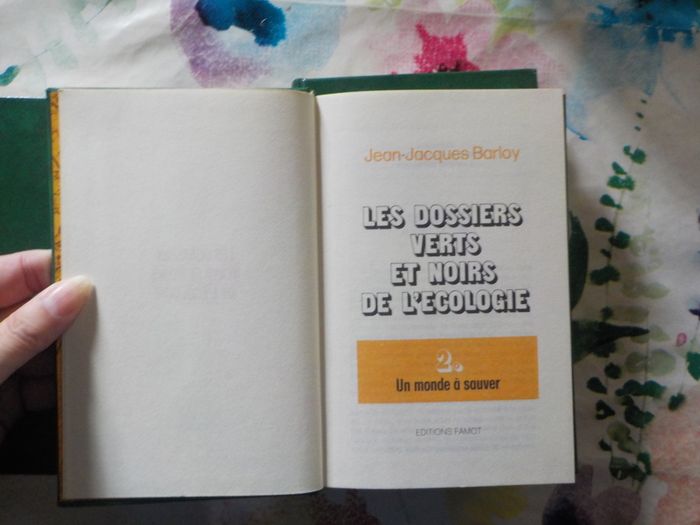 Jean-Jacques Barloy
LES DOSSIERS
VERTS
ET NOIRS
DE L'ECOLOGIE
2.
Un monde à sauver
EDITIONS FAMOT